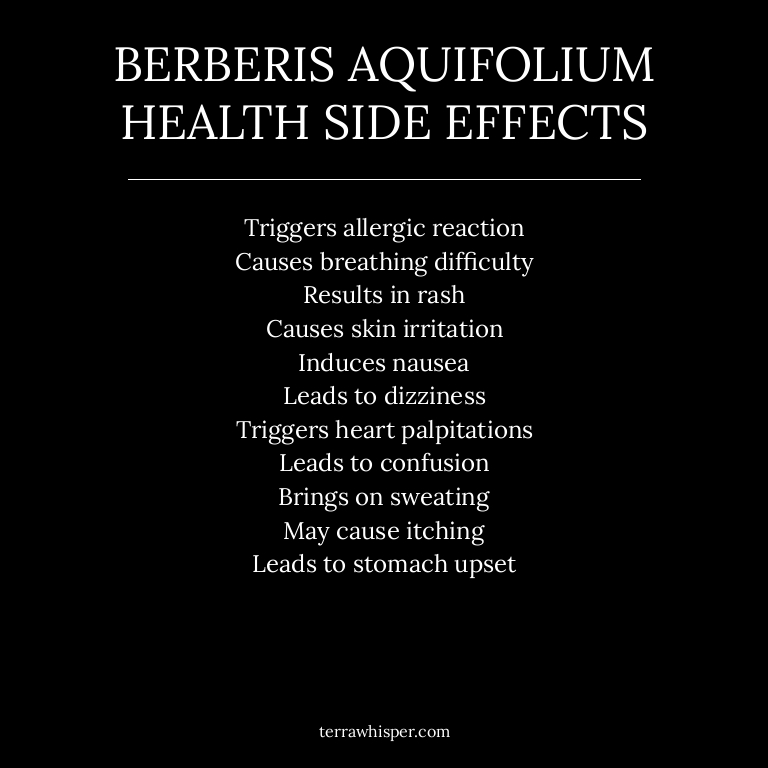 BERBERIS AQUIFOLIUM
HEALTH SIDE EFFECTS
Triggers allergic reaction
Causes breathing difficulty
Results in rash
Causes skin irritation
Induces nausea
Leads to dizziness
Triggers heart palpitations
Leads to confusion
Brings on sweating
May cause itching
Leads to stomach upset
terrawhisper.com